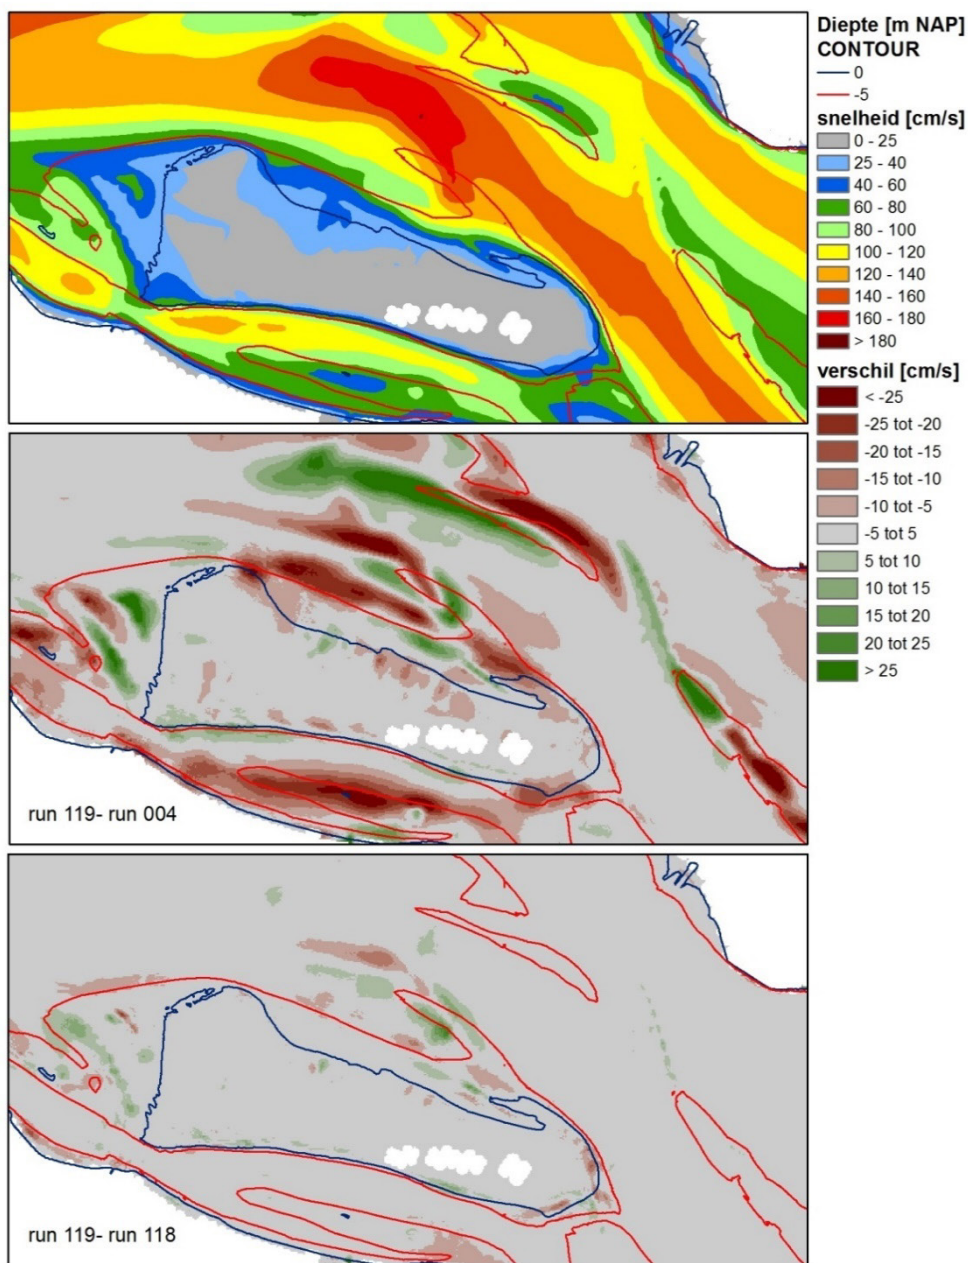 Diepte [m NAP]
CONTOUR
0
-5
snelheid [cm/s]
0 - 25
25 - 40
40 - 60
60 - 80
80 - 100
100 - 120
120 - 140
140 - 160
160 - 180
> 180
verschil [cm/s]
< -25
-25 tot -20
-20 tot -15
-15 tot -10
-10 tot -5
-5 tot 5
5 tot 10
10 tot 15
15 tot 20
20 tot 25
> 25
run 119- run 004
run 119- run 118